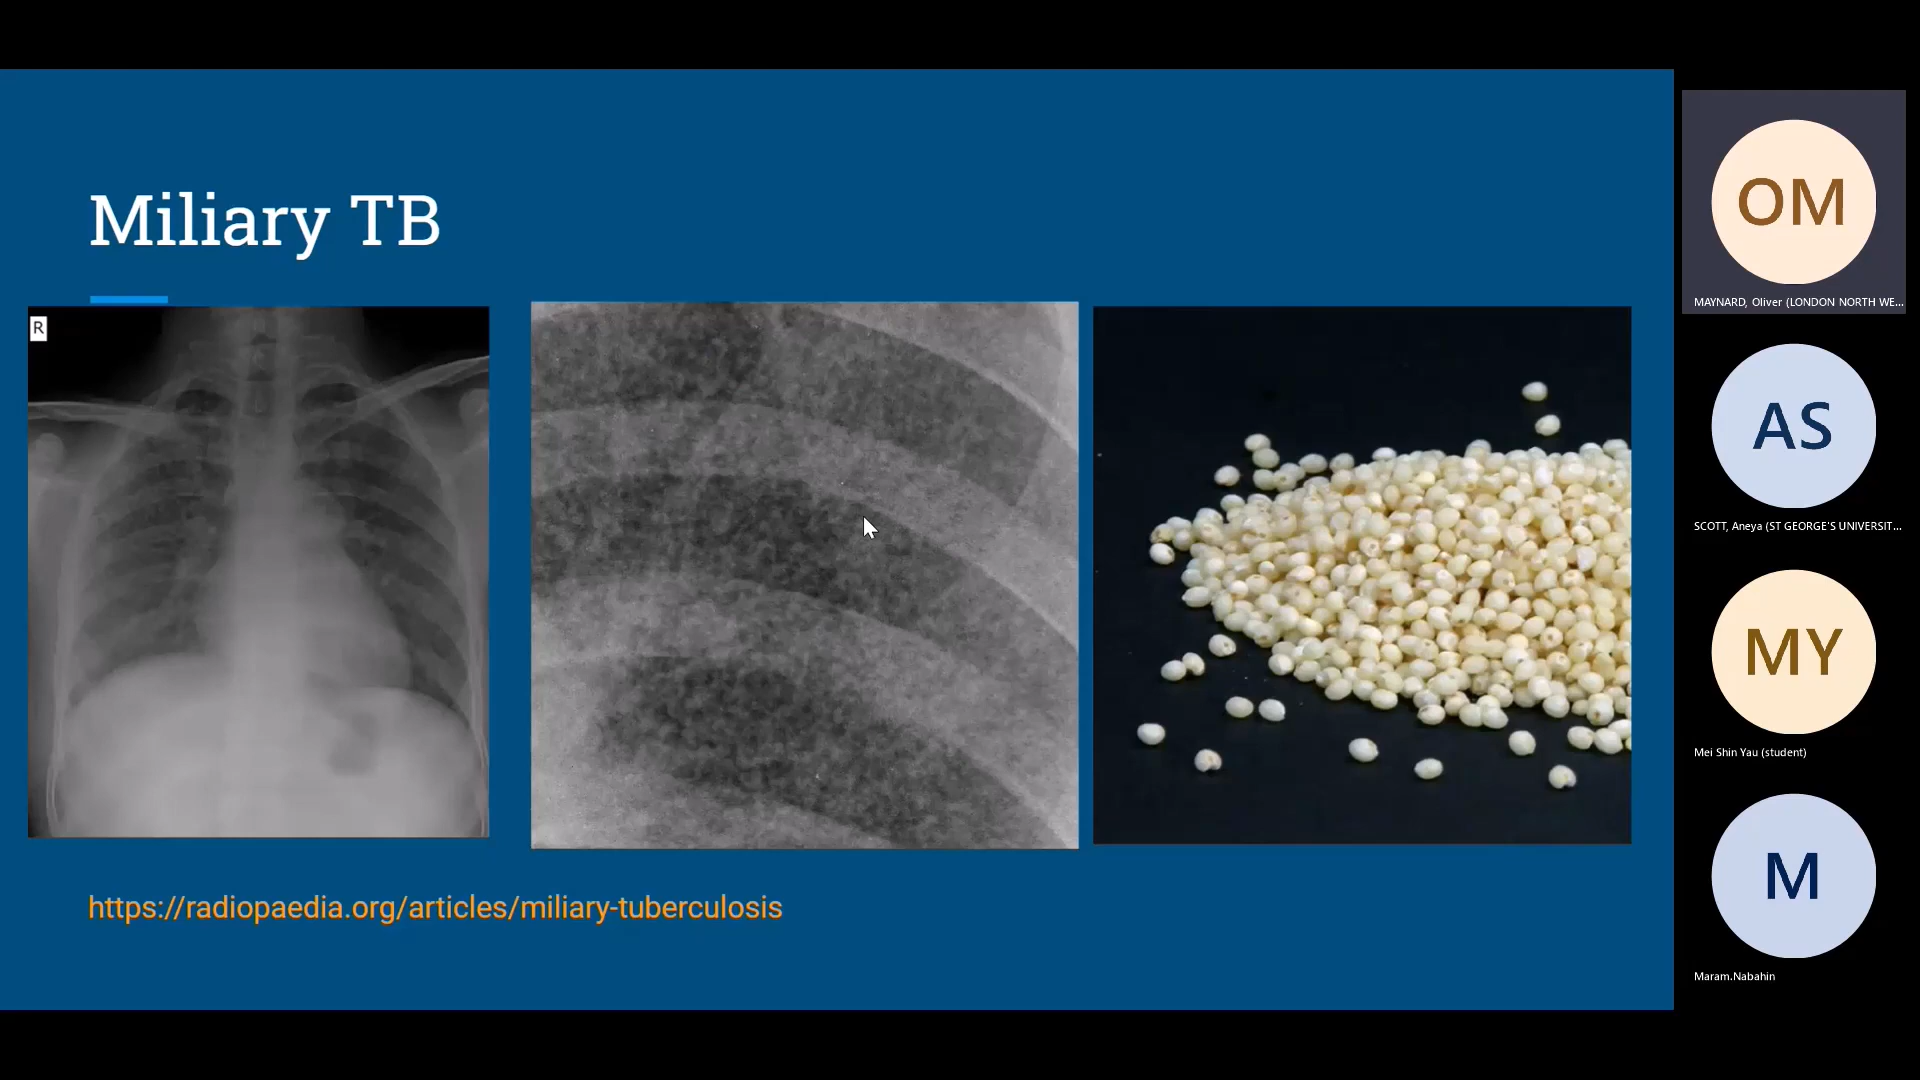 Miliary TB
R
https://radiopaedia.org/articles/miliary-tuberculosis
OM
MAYNARD, Oliver (LONDON NORTH WE...
AS
SCOTT, Aneya (ST GEORGE'S UNIVERSIT...
MY
Mei Shin Yau (student)
M
Maram.Nabahin